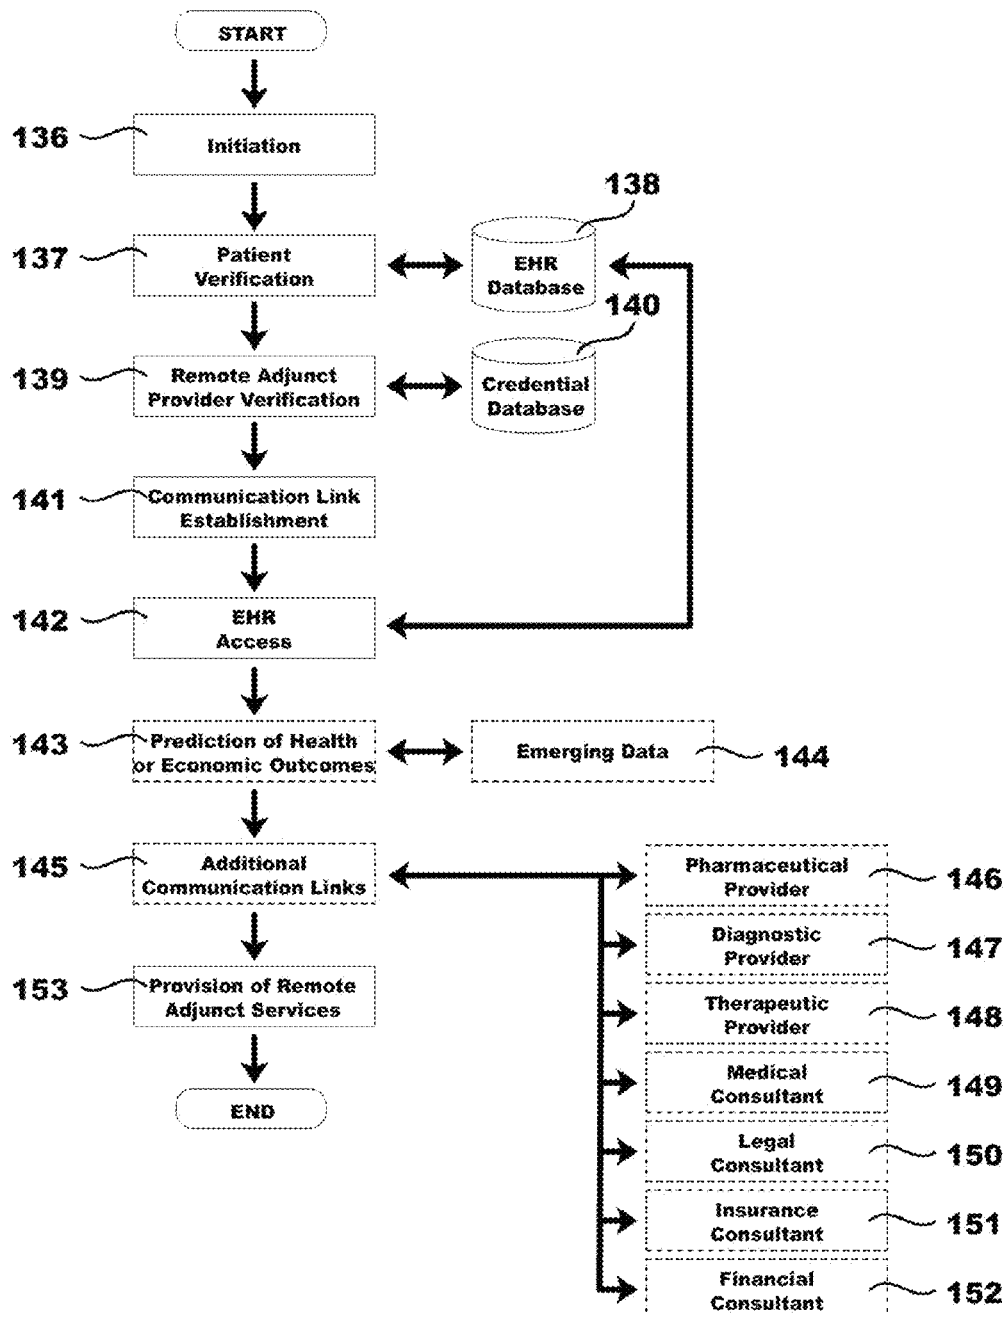 START
136
Initiation
138
137
Patient
Verification
EHR
Database
140
139
Remote Adjunct
Provider Verification
Credential
Database
141
Communication Link
Establishment
142
EHR
Access
143
Prediction of Health
or Economic Outcomes
Emerging Data
144
145
Additional
Communication Links
Pharmaceutical
Provider
146
Diagnostic
Provider
147
153
Provision of Remote
Adjunct Services
Therapeutic
Provider
148
Medical
Consultant
149
END
Legal
Consultant
150
Insurance
Consultant
151
Financial
Consultant
152